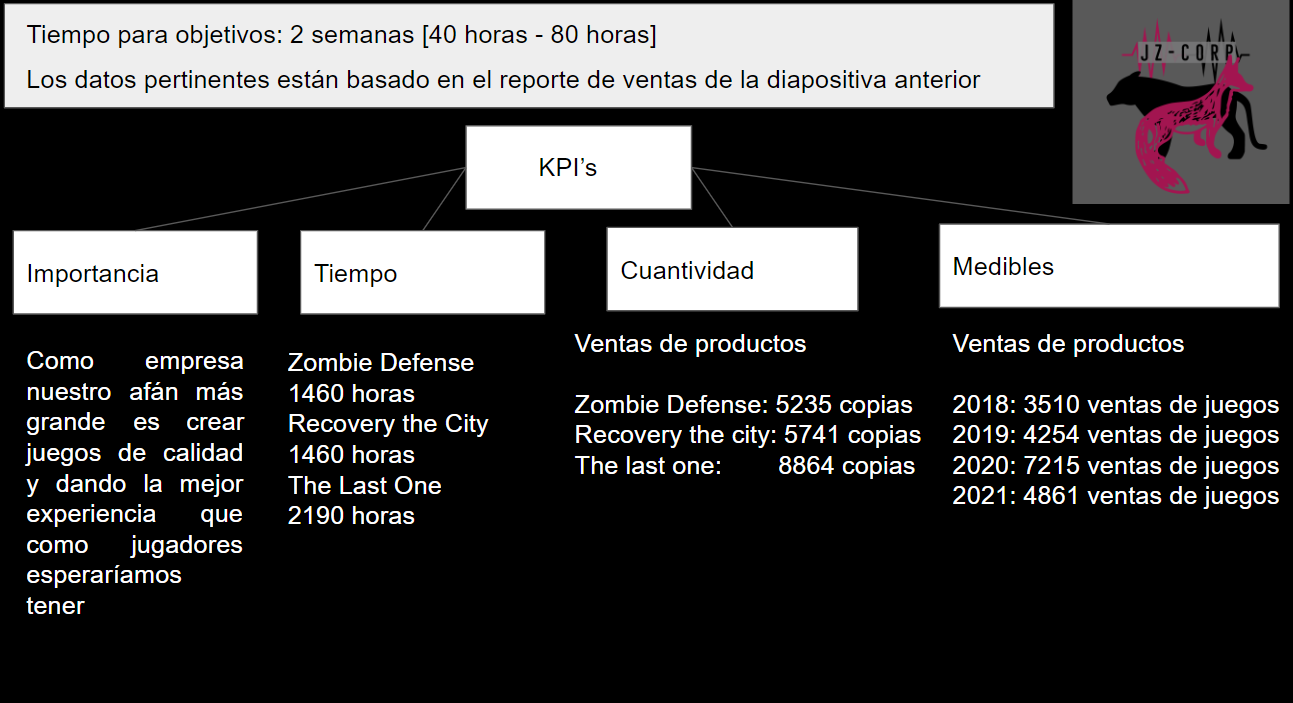 Tiempo para objetivos: 2 semanas [40 horas - 80 horas]
Los datos pertinentes están basado en el reporte de ventas de la diapositiva anterior
JZ-CORP
KPI’s
Importancia
Tiempo
Cuantividad
Medibles
Como empresa
nuestro afán más
grande es crear
juegos de calidad
y dando la mejor
experiencia que
como jugadores
esperaríamos
tener
Zombie Defense
1460 horas
Recovery the City
1460 horas
The Last One
2190 horas
Ventas de productos
Zombie Defense: 5235 copias
Recovery the city: 5741 copias
The last one: 8864 copias
Ventas de productos
2018: 3510 ventas de juegos
2019: 4254 ventas de juegos
2020: 7215 ventas de juegos
2021: 4861 ventas de juegos